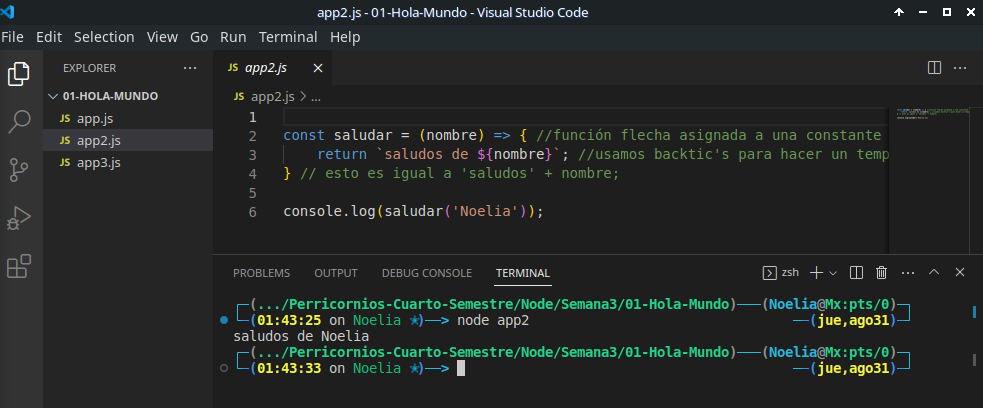 app2.js - 01-Hola-Mundo - Visual Studio Code
File Edit Selection View Go Run Terminal Help
EXPLORER ...
JS app2.js
01-HOLA-MUNDO
JS app.js
JS app2.js
JS app3.js
JS app2.js > ...
1
2 const saludar = (nombre) => { //función flecha asignada a una constante
3 return `saludos de ${nombre}`; //usamos backtic's para hacer un temp
4 } // esto es igual a 'saludos' + nombre;
5
6 console.log(saludar('Noelia'));
PROBLEMS OUTPUT DEBUG CONSOLE TERMINAL zsh
(.../Perricornios-Cuarto-Semestre/Node/Semana3/01-Hola-Mundo)──(Noelia@Mx:pts/0)
(01:43:25 on Noelia ✭)──> node app2 ──(jue,ago31)
saludos de Noelia
(.../Perricornios-Cuarto-Semestre/Node/Semana3/01-Hola-Mundo)──(Noelia@Mx:pts/0)
(01:43:33 on Noelia ✭)──> ──(jue,ago31)